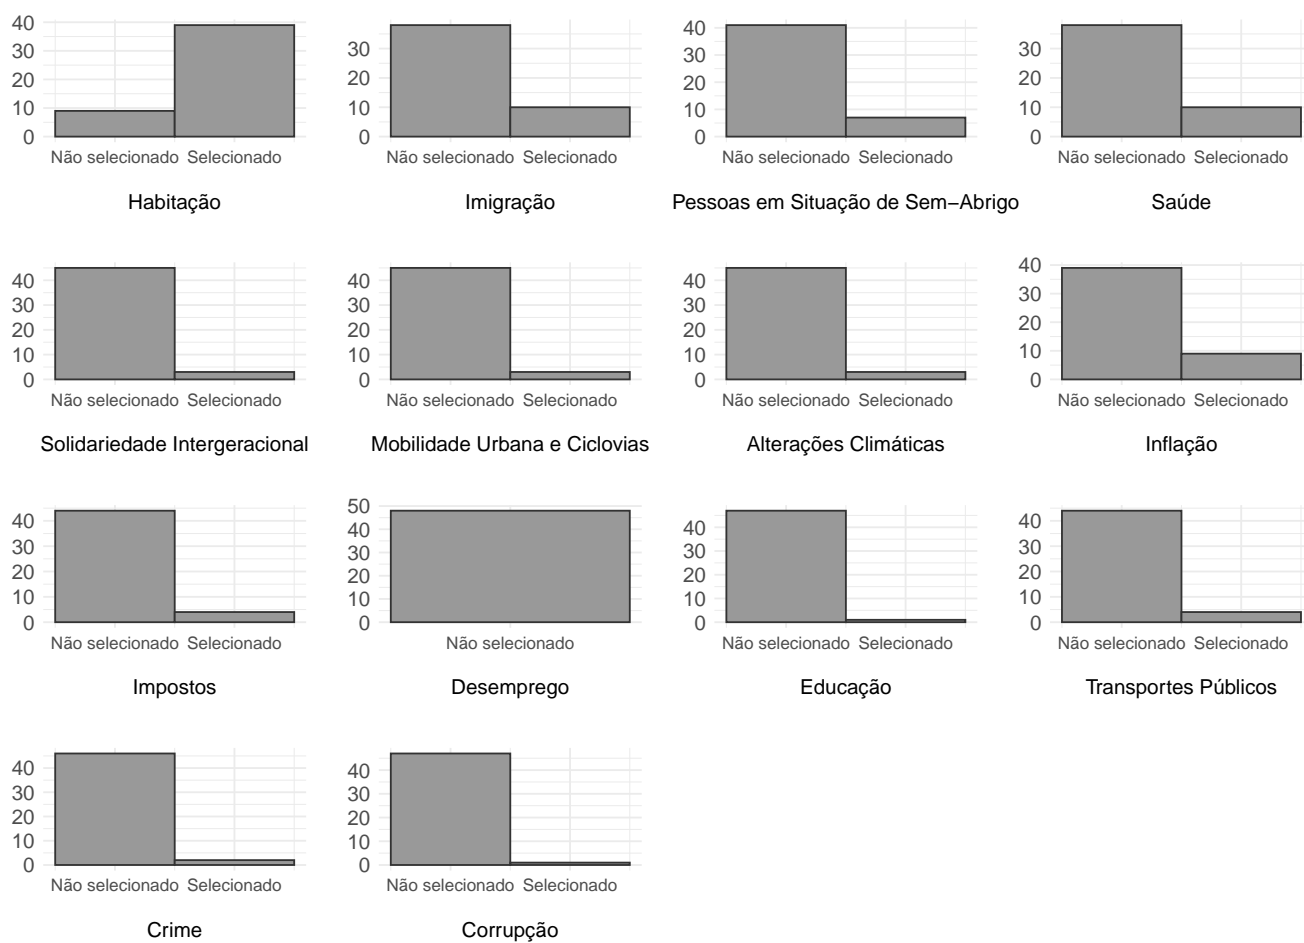 40
30
20
10
0
Não selecionado Selecionado
Habitação
30
20
10
0
Não selecionado Selecionado
Imigração
40
30
20
10
0
Não selecionado Selecionado
Pessoas em Situação de Sem−Abrigo
30
20
10
0
Não selecionado Selecionado
Saúde
40
30
20
10
0
Não selecionado Selecionado
Solidariedade Intergeracional
40
30
20
10
0
Não selecionado Selecionado
Mobilidade Urbana e Ciclovias
40
30
20
10
0
Não selecionado Selecionado
Alterações Climáticas
40
30
20
10
0
Não selecionado Selecionado
Inflação
40
30
20
10
0
Não selecionado Selecionado
Impostos
50
40
30
20
10
0
Não selecionado
Desemprego
40
30
20
10
0
Não selecionado Selecionado
Educação
40
30
20
10
0
Não selecionado Selecionado
Transportes Públicos
40
30
20
10
0
Não selecionado Selecionado
Crime
40
30
20
10
0
Não selecionado Selecionado
Corrupção